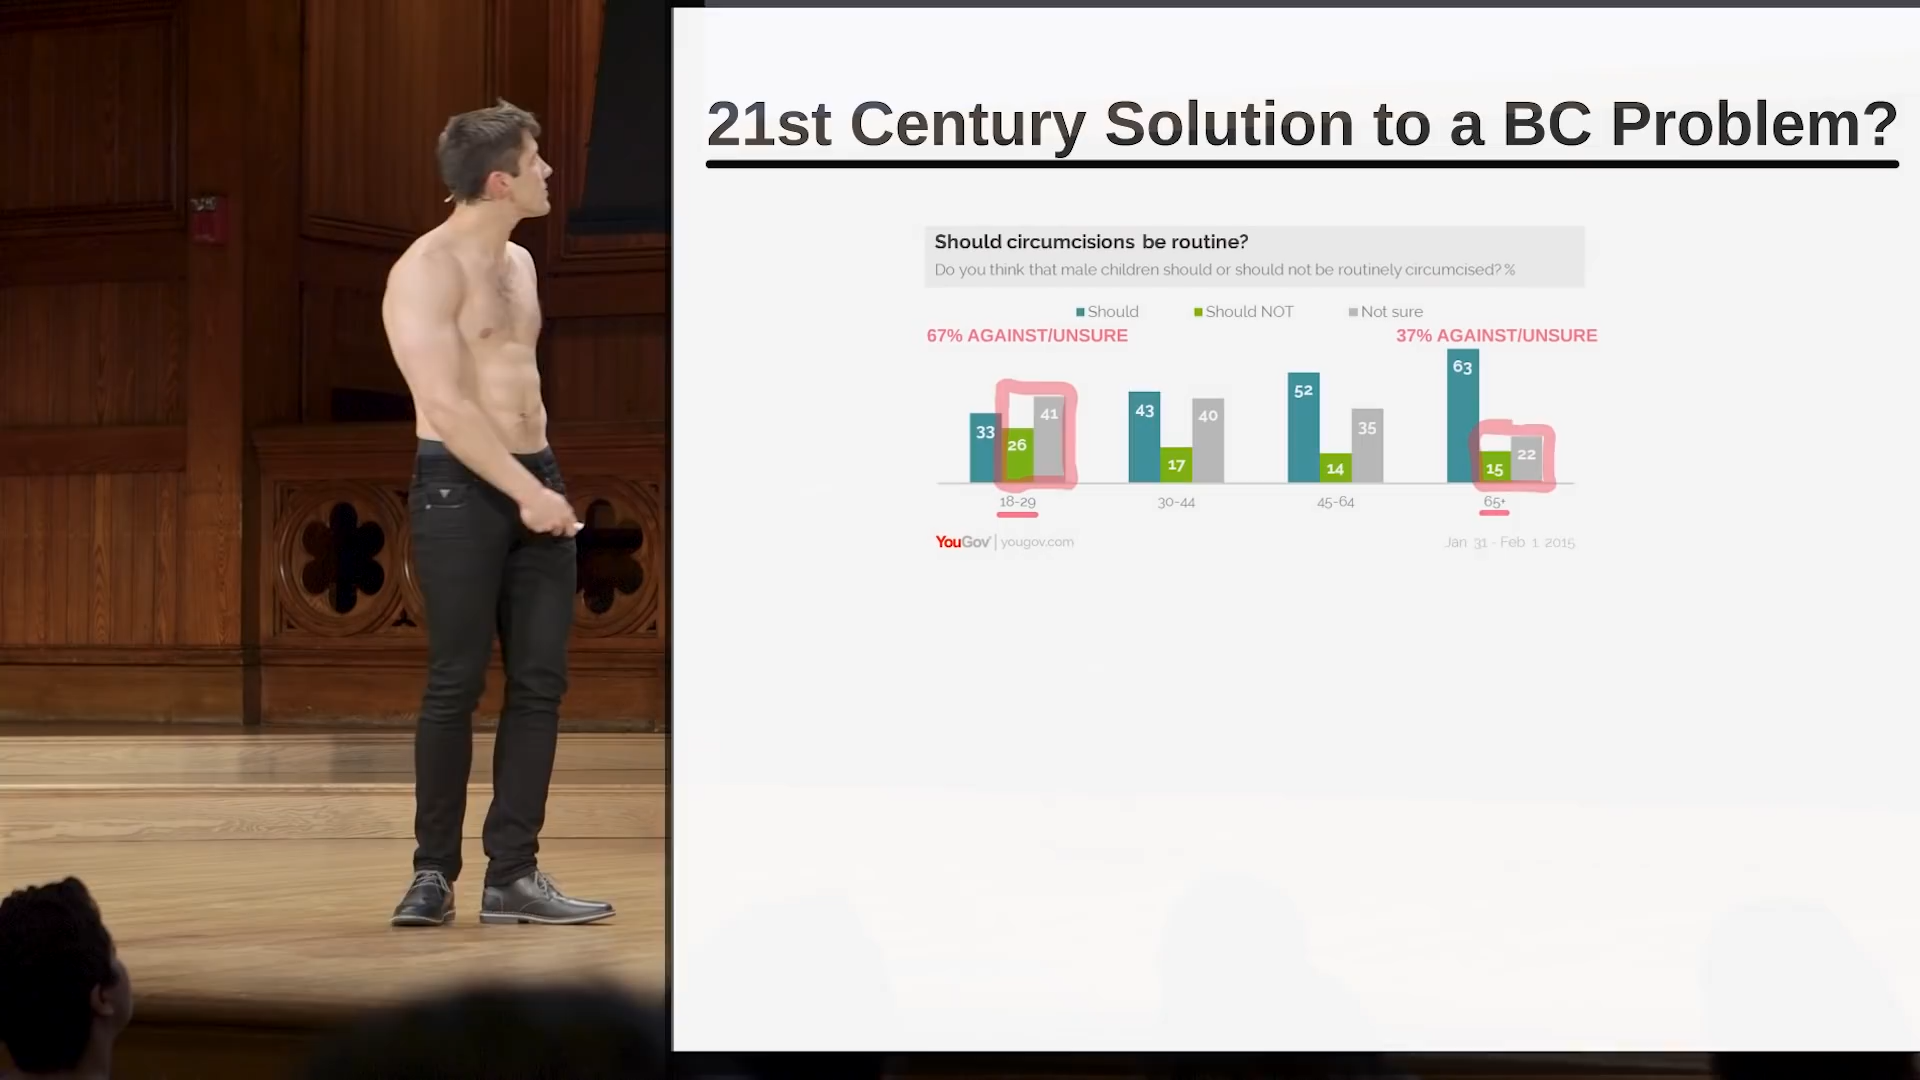 21st Century Solution to a BC Problem?
Should circumcisions be routine?
Do you think that male children should or should not be routinely circumcised? %
Should Should NOT Not sure
67% AGAINST/UNSURE 37% AGAINST/UNSURE
33 26 41 43 17 40 52 14 35 63 15 22
18-29 30-44 45-64 65+
YouGov | yougov.com Jan 31 - Feb 1 2015